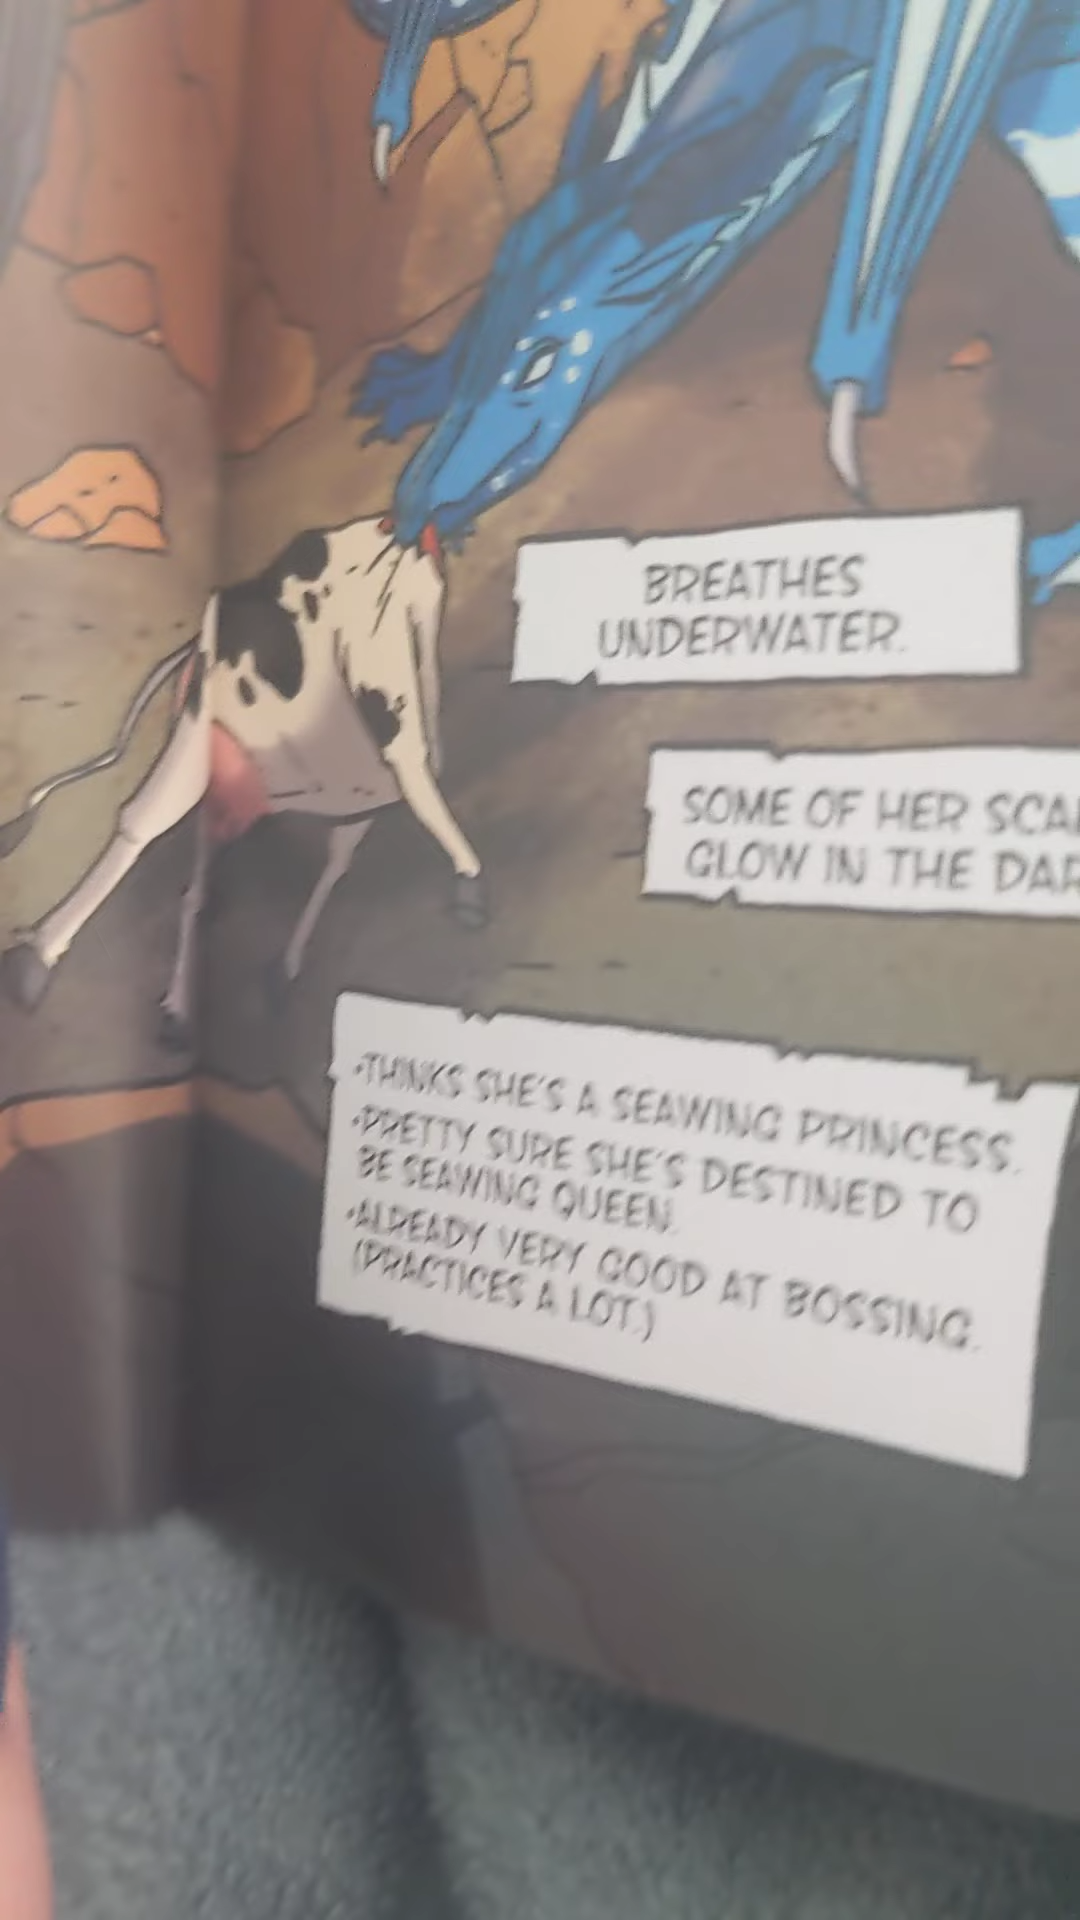 BREATHES
UNDERWATER.
SOME OF HER
GLOW IN THE
•THINKS SHE'S A SEAWING PRINCESS.
•PRETTY SURE SHE'S DESTINED TO
BE SEAWING QUEEN.
•ALREADY VERY GOOD AT BOSSING.
(PRACTICES A LOT.)